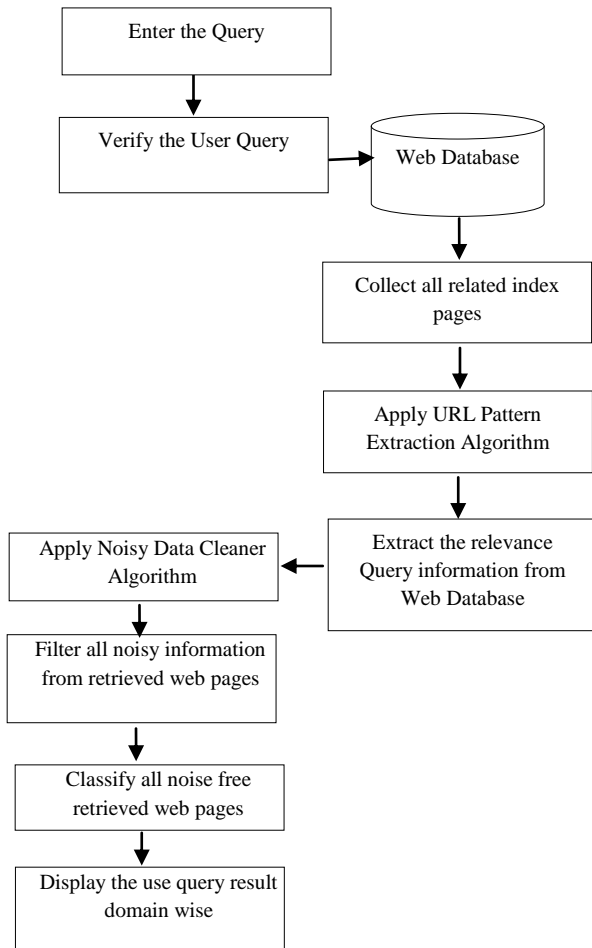 Enter the Query
Verify the User Query
Web Database
Collect all related index
pages
Apply URL Pattern
Extraction Algorithm
Extract the relevance
Query information from
Web Database
Apply Noisy Data Cleaner
Algorithm
Filter all noisy information
from retrieved web pages
Classify all noise free
retrieved web pages
Display the use query result
domain wise